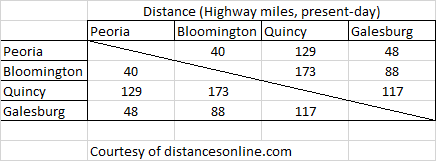 Distance (Highway miles, present-day)
Peoria Bloomington Quincy Galesburg
Peoria 40 129 48
Bloomington 40 173 88
Quincy 129 173 117
Galesburg 48 88 117
Courtesy of distancesonline.com